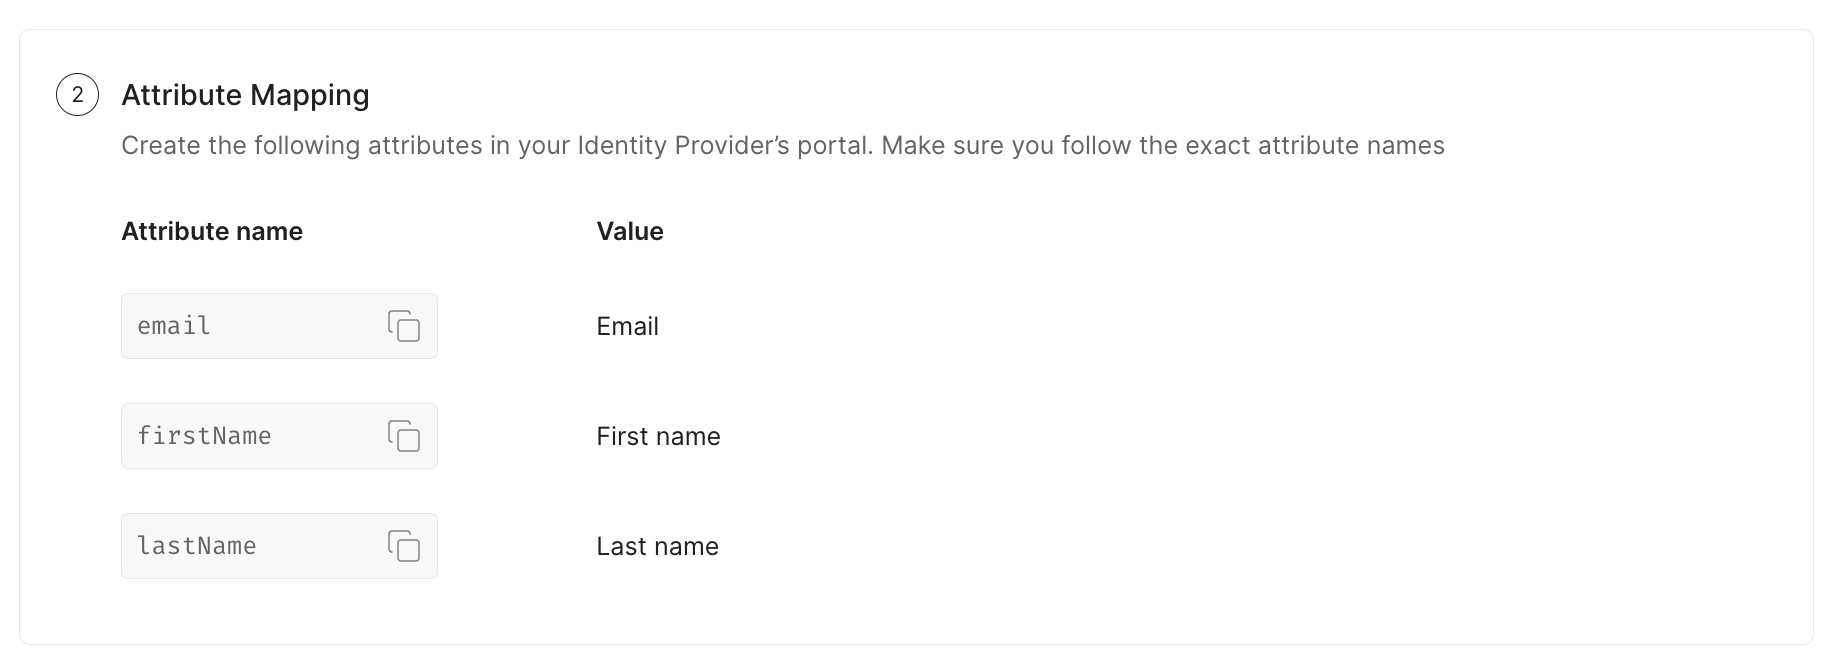 2
Attribute Mapping
Create the following attributes in your Identity Provider’s portal. Make sure you follow the exact attribute names
Attribute name Value
email Email
firstName First name
lastName Last name